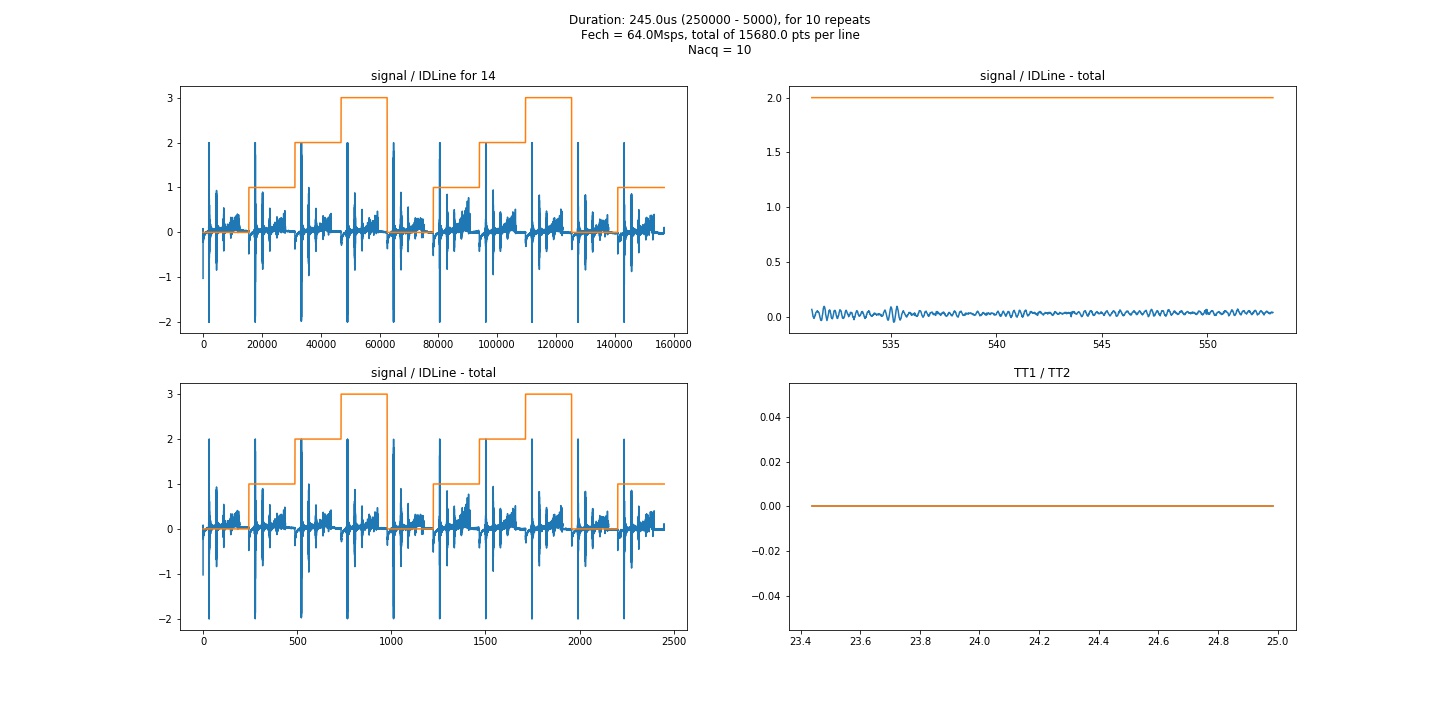 Duration: 245.0us (250000 - 5000), for 10 repeats
Fech = 64.0Msps, total of 15680.0 pts per line
Nacq = 10
signal / IDLine for 14
3
2
1
0
−1
−2
0 20000 40000 60000 80000 100000 120000 140000 160000
signal / IDLine - total
2.0
1.5
1.0
0.5
0.0
535 540 545 550
signal / IDLine - total
3
2
1
0
−1
−2
0 500 1000 1500 2000 2500
TT1 / TT2
0.04
0.02
0.00
−0.02
−0.04
23.4 23.6 23.8 24.0 24.2 24.4 24.6 24.8 25.0